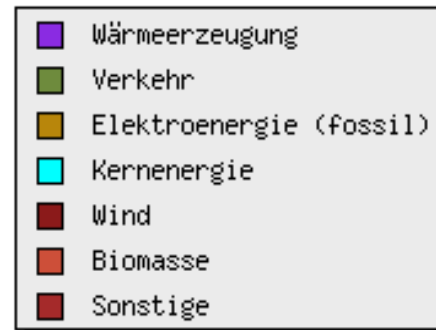 Wärmeerzeugung
Verkehr
Elektroenergie (fossil)
Kernenergie
Wind
Biomasse
Sonstige